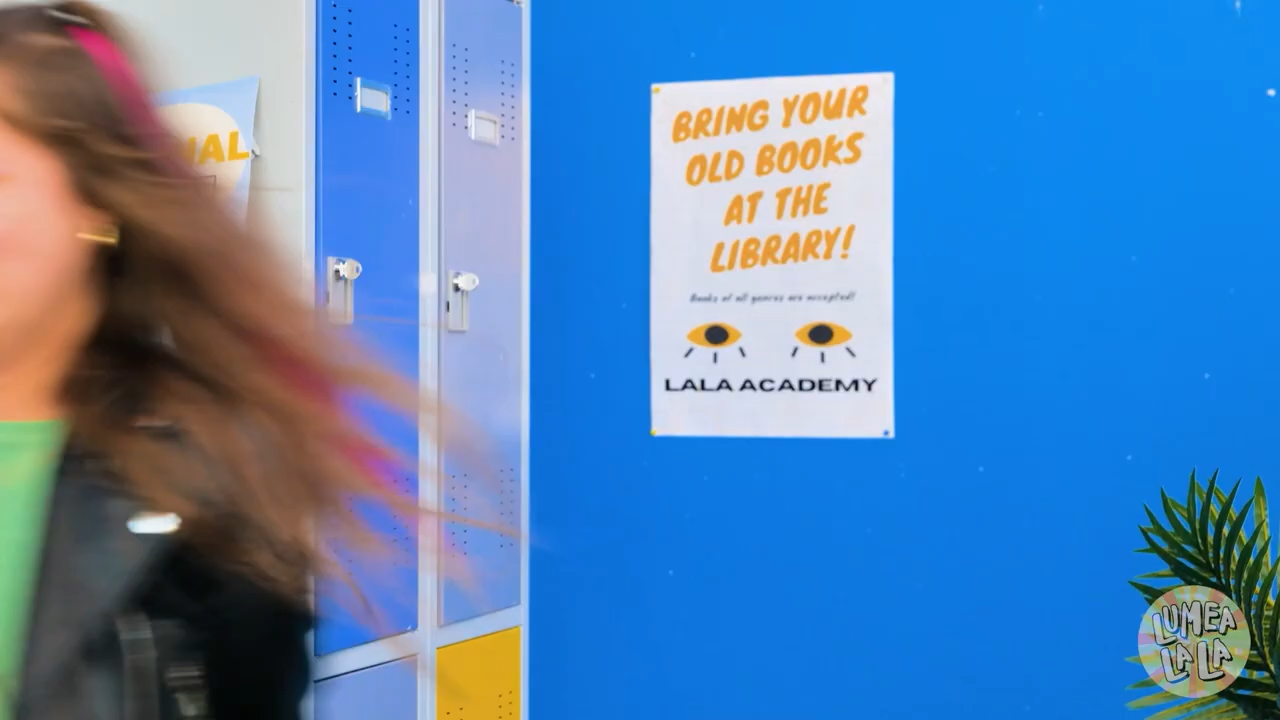 BRING YOUR
OLD BOOKS
AT THE
LIBRARY!
Books of all genres are accepted!
LALA ACADEMY
LUMEA
LA LA